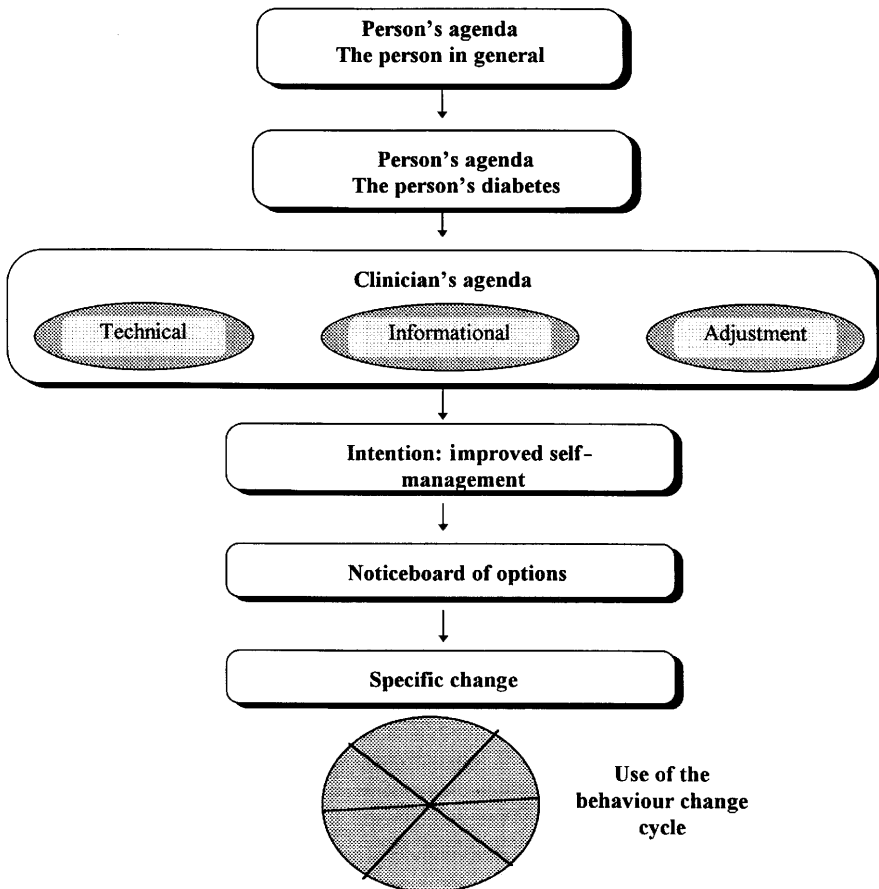 Person's agenda
The person in general
Person's agenda
The person's diabetes
Clinician's agenda
Technical
Informational
Adjustment
Intention: improved self-
management
Noticeboard of options
Specific change
Use of the
behaviour change
cycle